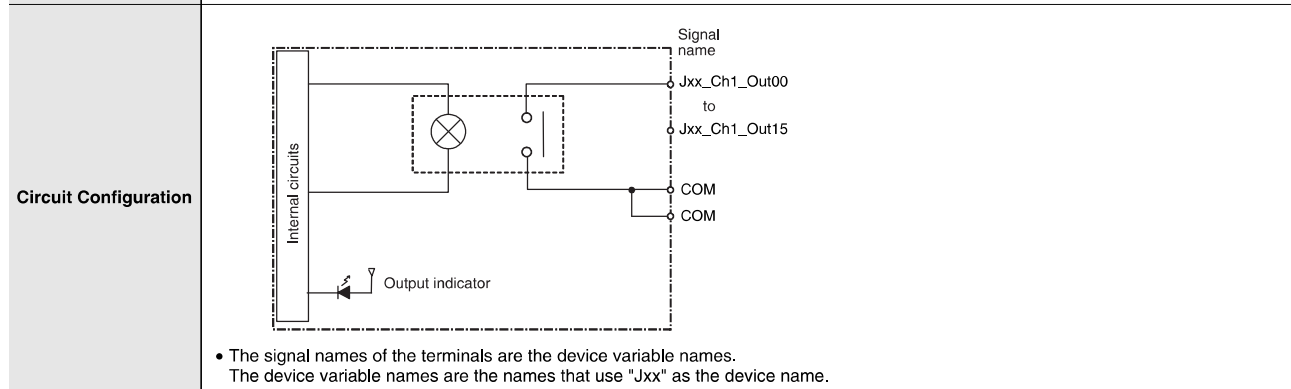 Circuit Configuration
Signal
name
Jxx_Ch1_Out00
to
Jxx_Ch1_Out15
Internal circuits
COM
COM
Output indicator
• The signal names of the terminals are the device variable names.
The device variable names are the names that use "Jxx" as the device name.